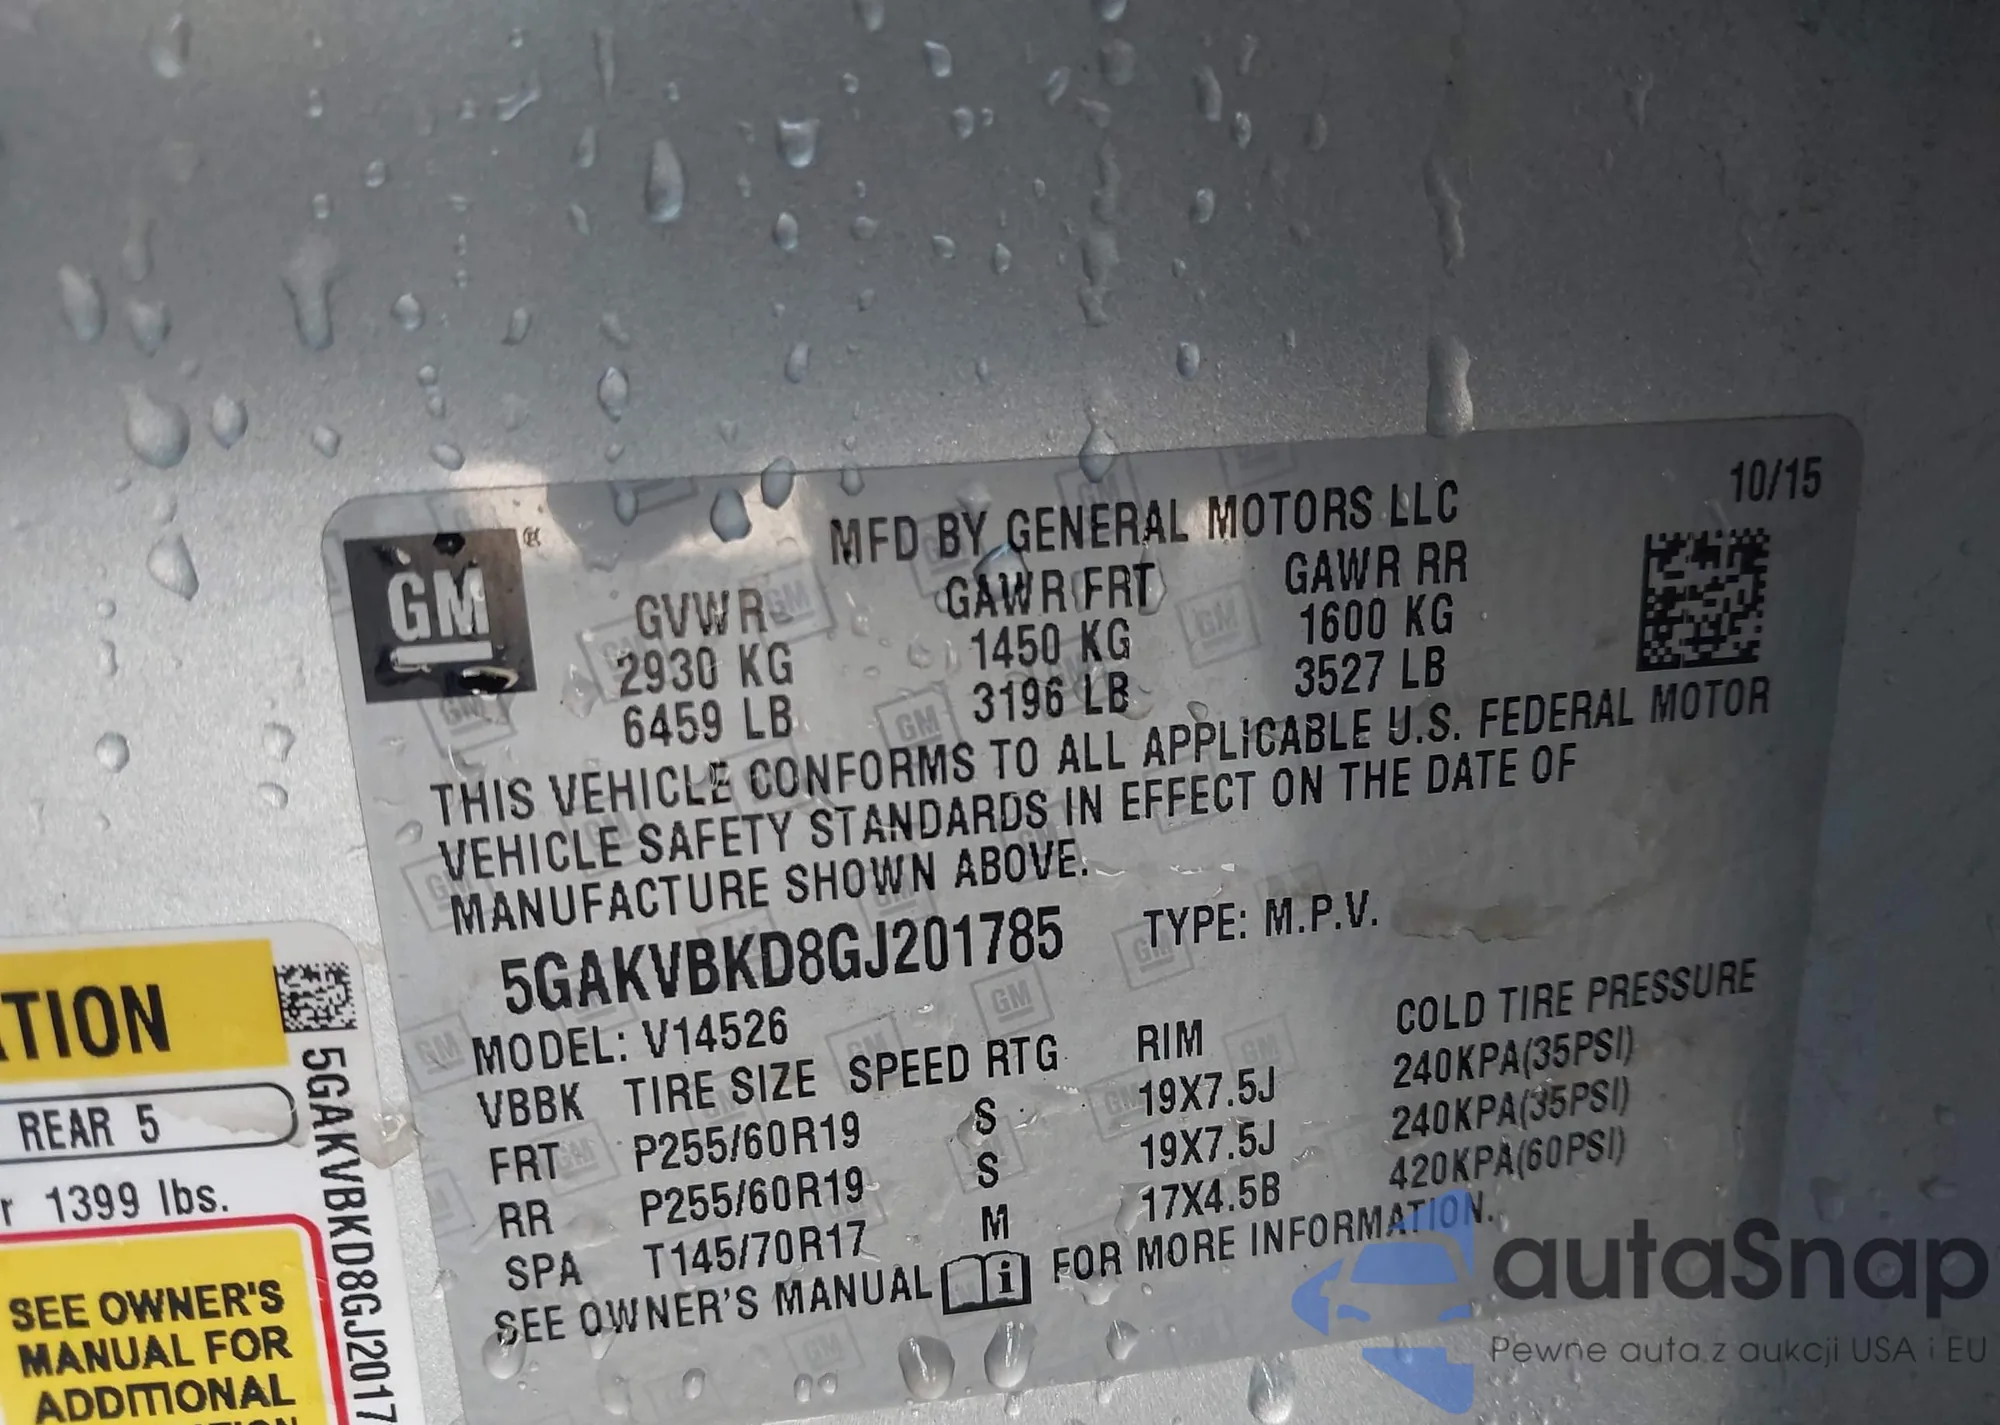 10/15
GM ®
MFD BY GENERAL MOTORS LLC
GVWR GAWR FRT GAWR RR
2930 KG 1450 KG 1600 KG
6459 LB 3196 LB 3527 LB
THIS VEHICLE CONFORMS TO ALL APPLICABLE U.S. FEDERAL MOTOR
VEHICLE SAFETY STANDARDS IN EFFECT ON THE DATE OF
MANUFACTURE SHOWN ABOVE.
5GAKVBKD8GJ201785 TYPE: M.P.V.
MODEL: V14526
VBBK TIRE SIZE SPEED RTG RIM COLD TIRE PRESSURE
FRT P255/60R19 S 19X7.5J 240KPA(35PSI)
RR P255/60R19 S 19X7.5J 240KPA(35PSI)
SPA T145/70R17 M 17X4.5B 420KPA(60PSI)
SEE OWNER'S MANUAL i FOR MORE INFORMATION.
REAR 5
1399 lbs.
SEE OWNER'S
MANUAL FOR
ADDITIONAL
5GAKVBKD8GJ2017
autaSnap
Pewne auta z aukcji USA i EU